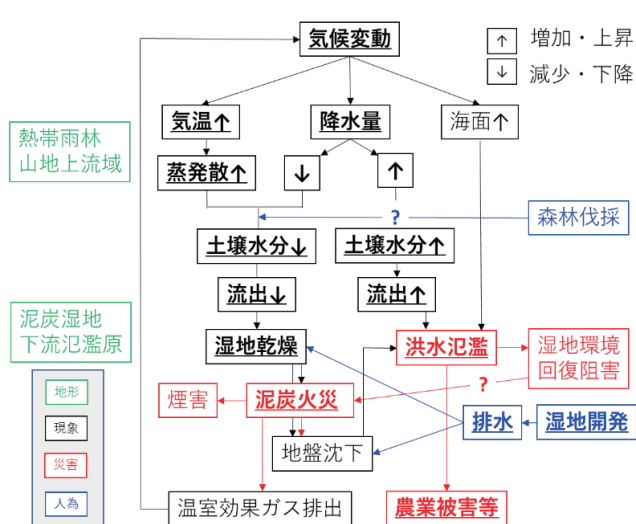 気候変動
↑ 増加・上昇
↓ 減少・下降
気温↑
降水量
海面↑
熱帯雨林
山地上流域
蒸発散↑
↓
↑
?
森林伐採
土壌水分↓
土壌水分↑
流出↓
流出↑
泥炭湿地
下流氾濫原
湿地乾燥
洪水氾濫
湿地環境
回復阻害
地形
現象
災害
人為
煙害
泥炭火災
?
排水
湿地開発
地盤沈下
温室効果ガス排出
農業被害等